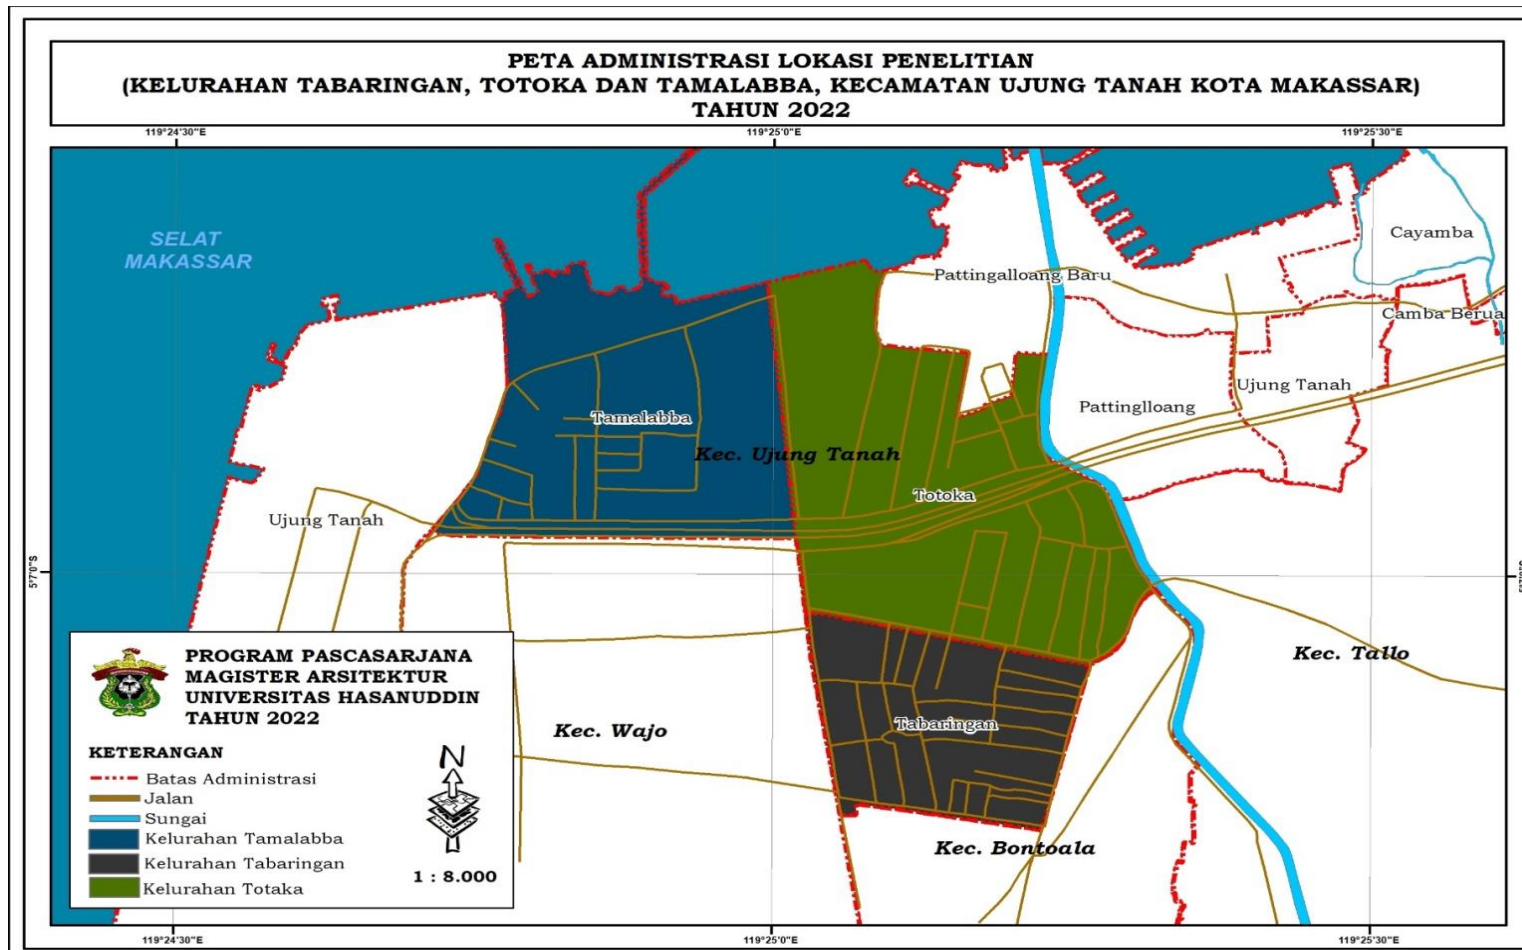 PETA ADMINISTRASI LOKASI PENELITIAN
(KELURAHAN TABARINGAN, TOTOKA DAN TAMALABBA, KECAMATAN UJUNG TANAH KOTA MAKASSAR)
TAHUN 2022
119°24'30"E 119°25'0"E 119°25'30"E
SELAT
MAKASSAR
Cayamba
Pattingalloang Baru
Camba Berua
Ujung Tanah
Pattinglloang
Tamalabba
Kec. Ujung Tanah
Totoka
Ujung Tanah
5°7'0"S 5°7'0"S
Kec. Tallo
Tabaringan
Kec. Wajo
Kec. Bontoala
PROGRAM PASCASARJANA
MAGISTER ARSITEKTUR
UNIVERSITAS HASANUDDIN
TAHUN 2022
KETERANGAN
Batas Administrasi
Jalan
Sungai
Kelurahan Tamalabba
Kelurahan Tabaringan
Kelurahan Totaka
N
1 : 8.000
119°24'30"E 119°25'0"E 119°25'30"E